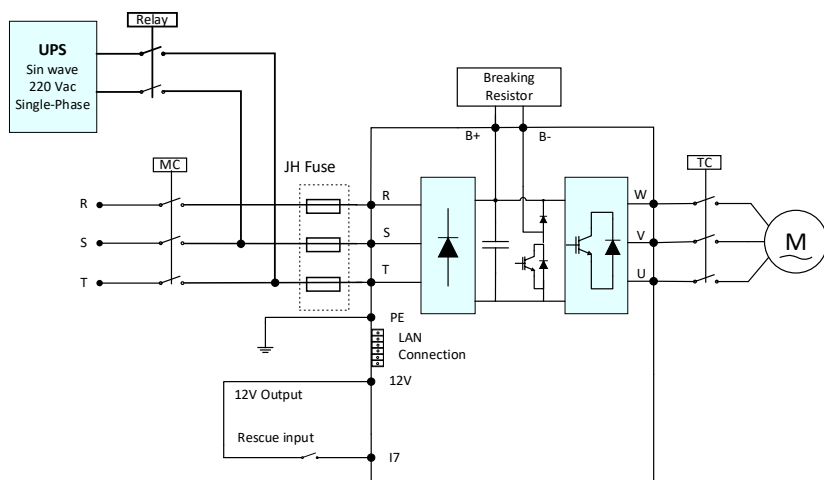 Relay
UPS
Sin wave
220 Vac
Single-Phase
Breaking
Resistor
B+
B-
MC
JH Fuse
TC
R
R
W
S
S
V
M
T
T
U
PE
LAN
Connection
12V
12V Output
Rescue input
I7